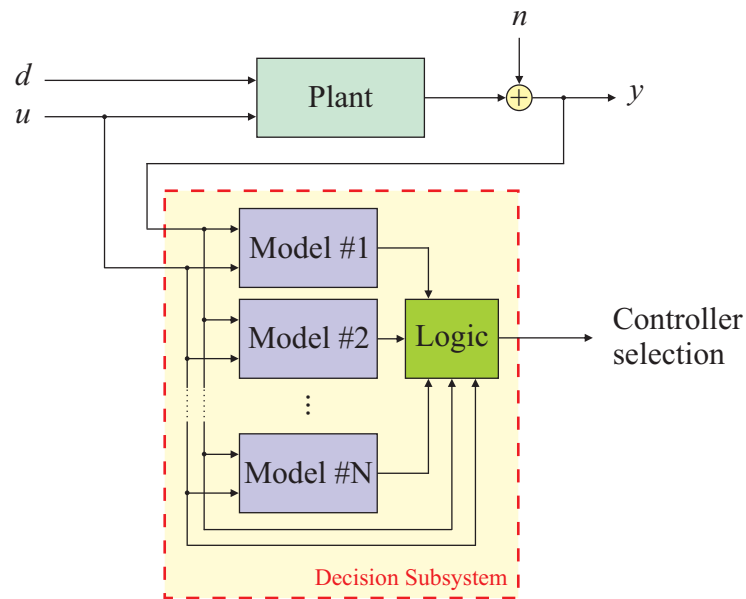 n
d
Plant
+
y
u
Model #1
Model #2
Logic
Controller
selection
⋮
Model #N
Decision Subsystem